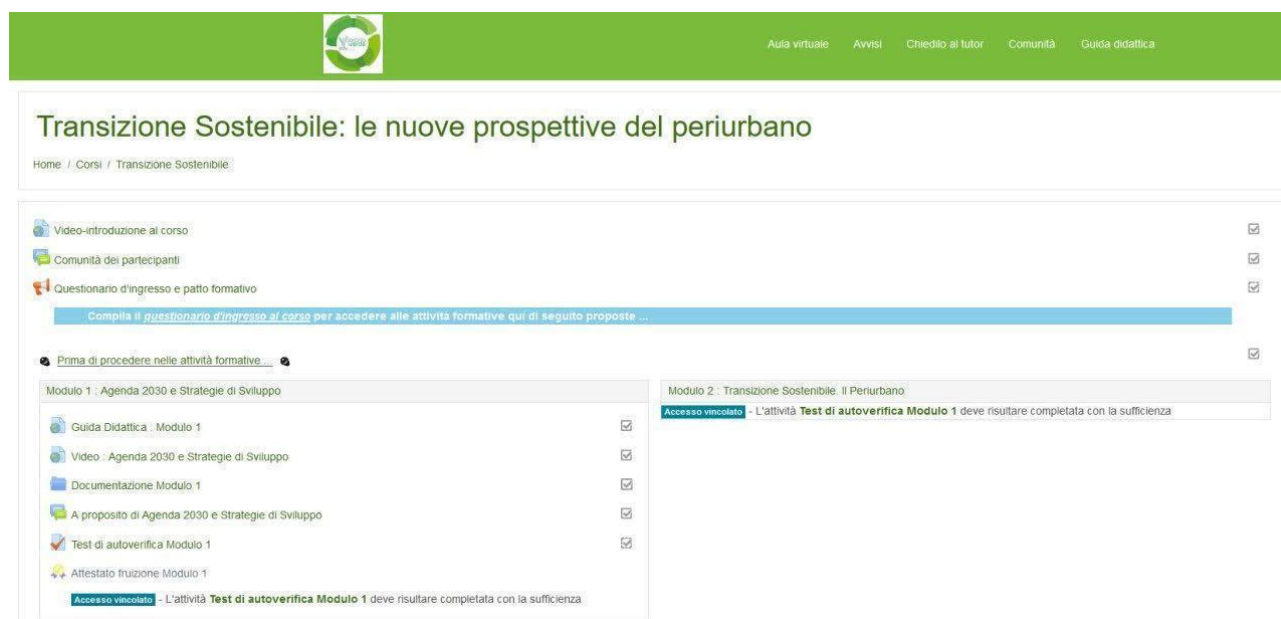 Aula virtuale Avvisi Chiedilo al tutor Comunità Guida didattica
Transizione Sostenibile: le nuove prospettive del periurbano
Home / Corsi / Transizione Sostenibile
Video-introduzione al corso
Comunità dei partecipanti
Questionario d'ingresso e patto formativo
Compila il questionario d'ingresso al corso per accedere alle attività formative qui di seguito proposte ...
Prima di procedere nelle attività formative ...
Modulo 1 : Agenda 2030 e Strategie di Sviluppo
Guida Didattica : Modulo 1
Video : Agenda 2030 e Strategie di Sviluppo
Documentazione Modulo 1
A proposito di Agenda 2030 e Strategie di Sviluppo
Test di autoverifica Modulo 1
Attestato fruizione Modulo 1
Accesso vincolato - L'attività Test di autoverifica Modulo 1 deve risultare completata con la sufficienza
Modulo 2 : Transizione Sostenibile. Il Periurbano
Accesso vincolato - L'attività Test di autoverifica Modulo 1 deve risultare completata con la sufficienza